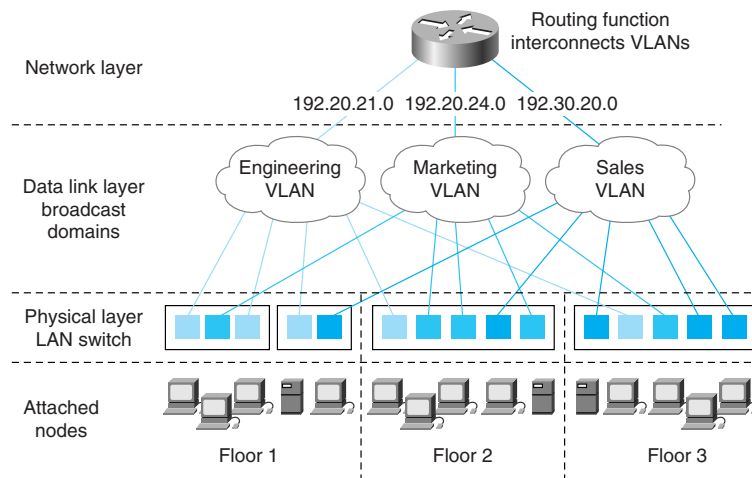 Routing function
interconnects VLANs
Network layer
192.20.21.0 192.20.24.0 192.30.20.0
Engineering
VLAN
Marketing
VLAN
Sales
VLAN
Data link layer
broadcast
domains
Physical layer
LAN switch
Attached
nodes
Floor 1
Floor 2
Floor 3